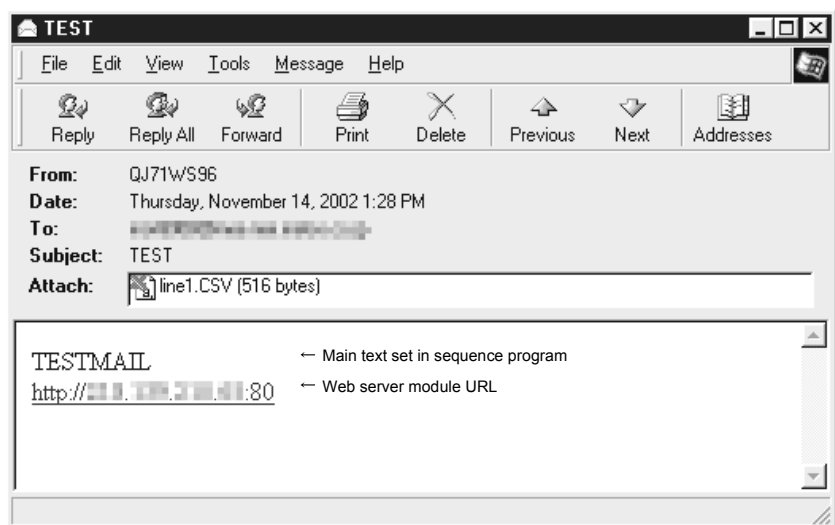 TEST
File Edit View Tools Message Help
Reply Reply All Forward Print Delete Previous Next Addresses
From: QJ71WS96
Date: Thursday, November 14, 2002 1:28 PM
To:
Subject: TEST
Attach: line1.CSV (516 bytes)
TESTMAIL ← Main text set in sequence program
http:// :80 ← Web server module URL